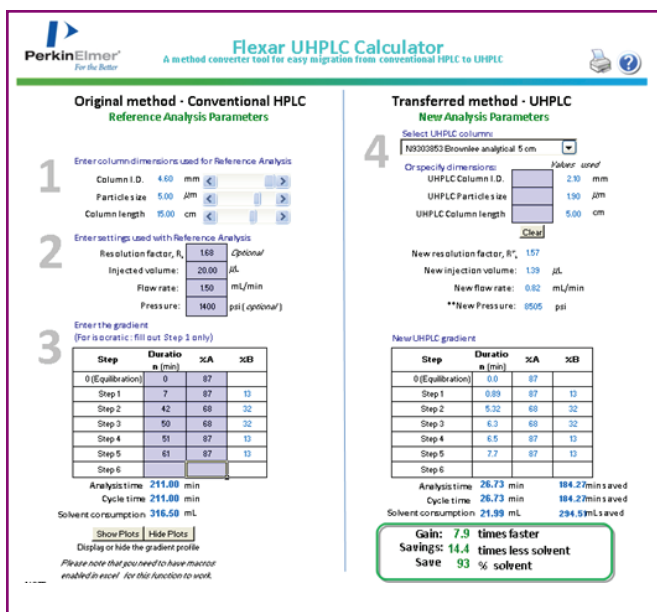 PerkinElmer
For the Better
Flexar UHPLC Calculator
A method converter tool for easy migration from conventional HPLC to UHPLC
Original method - Conventional HPLC
Reference Analysis Parameters
1
Enter column dimensions used for Reference Analysis
Column I.D. 4.60 mm
Particle size 5.00 µm
Column length 15.00 cm
2
Enter settings used with Reference Analysis
Resolution factor, R, 1.68 Optional
Injected volume: 20.00 µL
Flow rate: 1.50 mL/min
Pressure: 1400 psi (optional)
3
Enter the gradient
(For isocratic: fill out Step 1 only)
Step Duratio n (min) %A %B
0 (Equilibration) 0 87
Step 1 7 87 13
Step 2 42 68 32
Step 3 50 68 32
Step 4 51 87 13
Step 5 61 87 13
Step 6
Analysis time 211.00 min
Cycle time 211.00 min
Solvent consumption 316.50 mL
Show Plots Hide Plots
Display or hide the gradient profile
Please note that you need to have macros
enabled in excel for this function to work.
Transferred method - UHPLC
New Analysis Parameters
4
Select UHPLC column:
N9303853 Brownlee analytical 5 cm
Or specify dimensions: Values used
UHPLC Column I.D. 2.10 mm
UHPLC Particle size 1.90 µm
UHPLC Column length 5.00 cm
Clear
New resolution factor, R*, 1.57
New injection volume: 1.39 µL
New flow rate: 0.82 mL/min
**New Pressure: 8505 psi
New UHPLC gradient
Step Duratio n (min) %A %B
0 (Equilibration) 0.0 87
Step 1 0.89 87 13
Step 2 5.32 68 32
Step 3 6.3 68 32
Step 4 6.5 87 13
Step 5 7.7 87 13
Step 6
Analysis time 26.73 min 184.27 min saved
Cycle time 26.73 min 184.27 min saved
Solvent consumption 21.99 mL 294.51 mL saved
Gain: 7.9 times faster
Savings: 14.4 times less solvent
Save 93 % solvent